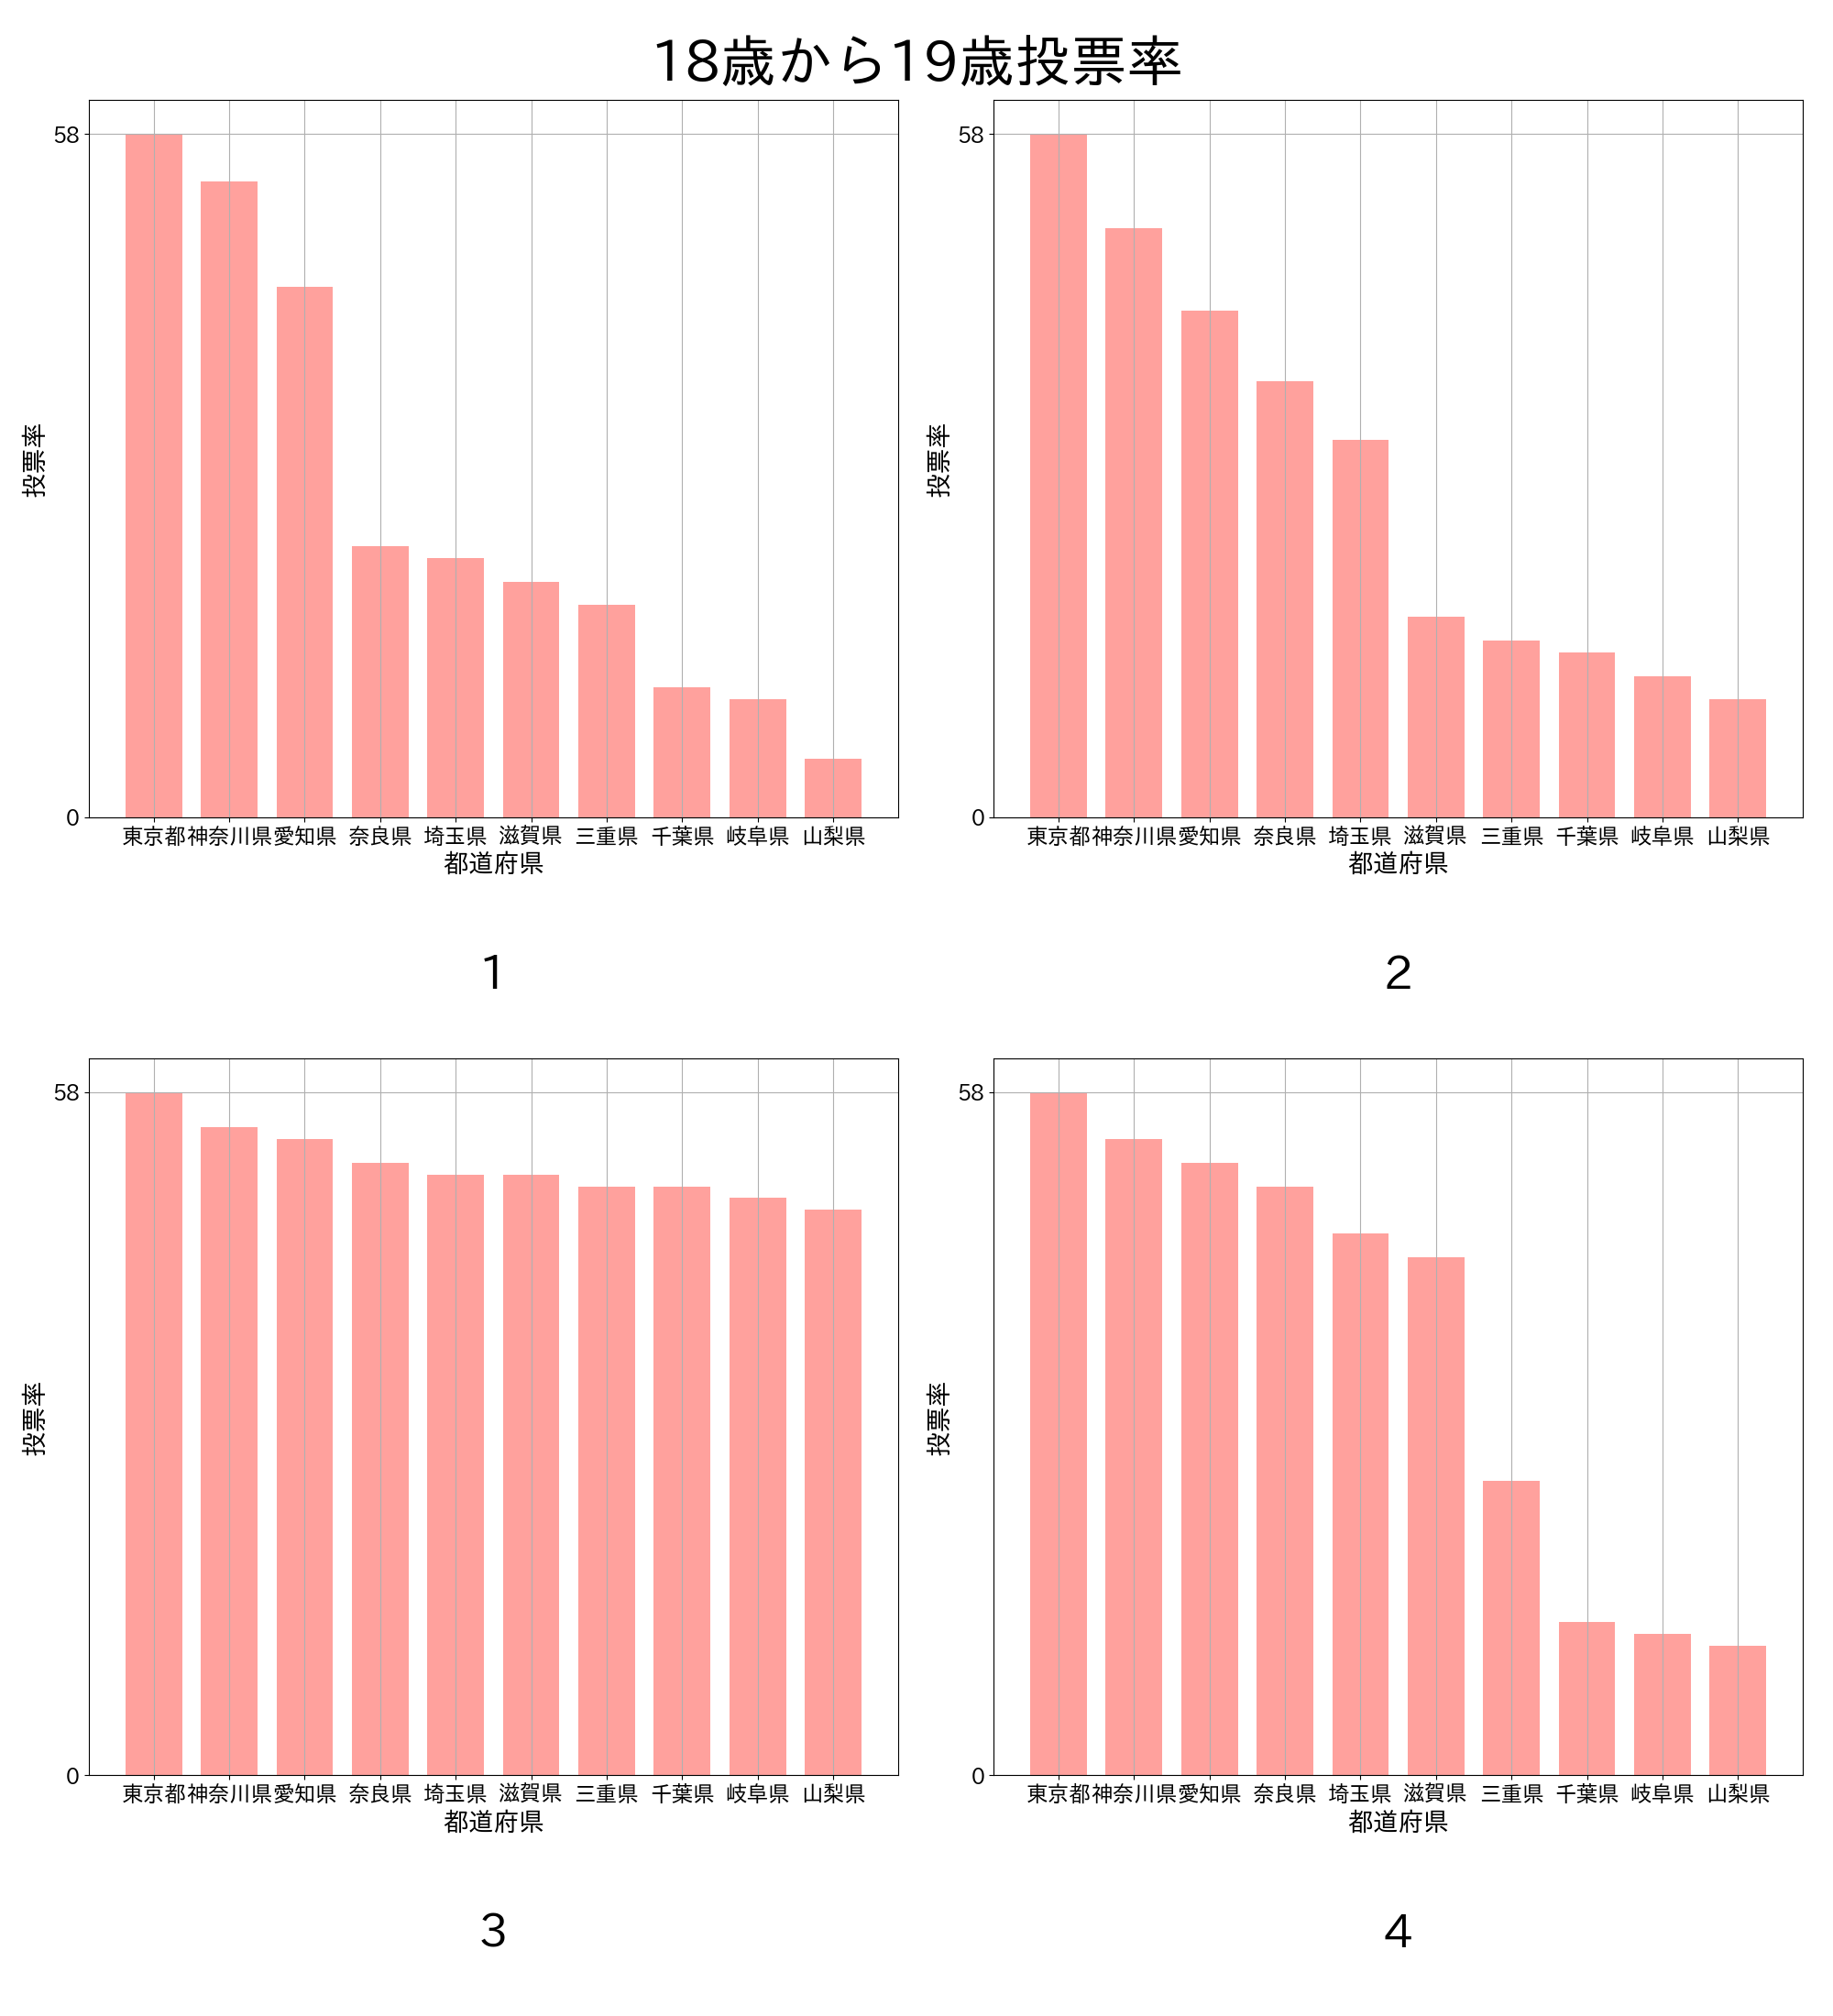 18歳から19歳投票率
58
0
投票率
東京都 神奈川県 愛知県 奈良県 埼玉県 滋賀県 三重県 千葉県 岐阜県 山梨県
都道府県
1
58
0
投票率
東京都 神奈川県 愛知県 奈良県 埼玉県 滋賀県 三重県 千葉県 岐阜県 山梨県
都道府県
2
58
0
投票率
東京都 神奈川県 愛知県 奈良県 埼玉県 滋賀県 三重県 千葉県 岐阜県 山梨県
都道府県
3
58
0
投票率
東京都 神奈川県 愛知県 奈良県 埼玉県 滋賀県 三重県 千葉県 岐阜県 山梨県
都道府県
4